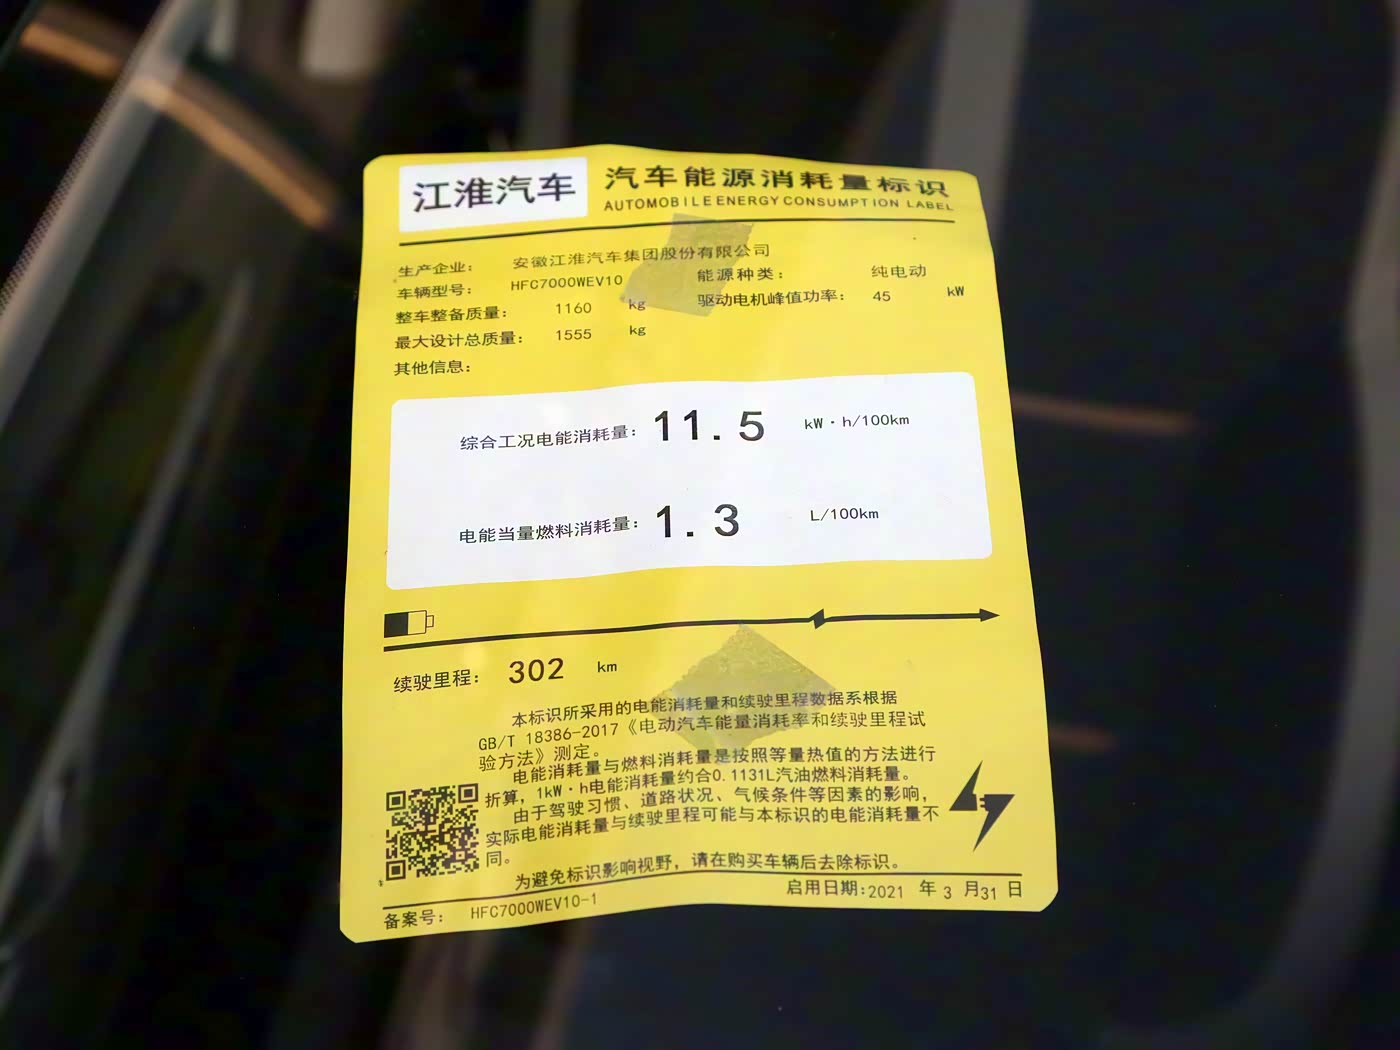 江淮汽车
汽车能源消耗量标识
AUTOMOBILE ENERGY CONSUMPTION LABEL
生产企业: 安徽江淮汽车集团股份有限公司
车辆型号: HFC7000WEV10 能源种类: 纯电动
整车整备质量: 1160 kg 驱动电机峰值功率: 45 kW
最大设计总质量: 1555 kg
其他信息:
综合工况电能消耗量: 11.5 kW·h/100km
电能当量燃料消耗量: 1.3 L/100km
续驶里程: 302 km
本标识所采用的电能消耗量和续驶里程数据系根据
GB/T 18386-2017《电动汽车能量消耗率和续驶里程试
验方法》测定。
电能消耗量与燃料消耗量是按照等量热值的方法进行
折算，1kW·h电能消耗量约合0.1131L汽油燃料消耗量。
由于驾驶习惯、道路状况、气候条件等因素的影响，
实际电能消耗量与续驶里程可能与本标识的电能消耗量不
同。
为避免标识影响视野，请在购买车辆后去除标识。
备案号: HFC7000WEV10-1 启用日期:2021 年 3 月31 日